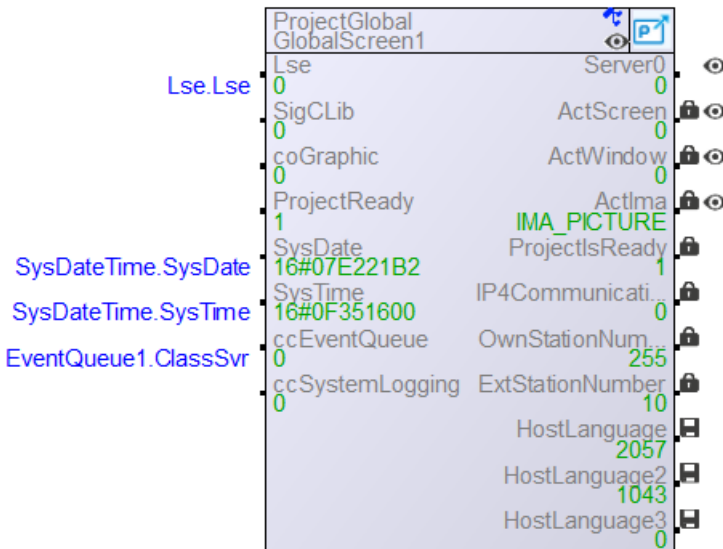 ProjectGlobal
GlobalScreen1
Lse Server0
Lse.Lse 0 0
SigCLib ActScreen
0 0
coGraphic ActWindow
0 0
ProjectReady ActIma
1 IMA_PICTURE
SysDate ProjectIsReady
SysDateTime.SysDate 16#07E221B2 1
SysTime IP4Communicati...
SysDateTime.SysTime 16#0F351600 0
ccEventQueue OwnStationNum...
EventQueue1.ClassSvr 0 255
ccSystemLogging ExtStationNumber
0 10
HostLanguage
2057
HostLanguage2
1043
HostLanguage3
0